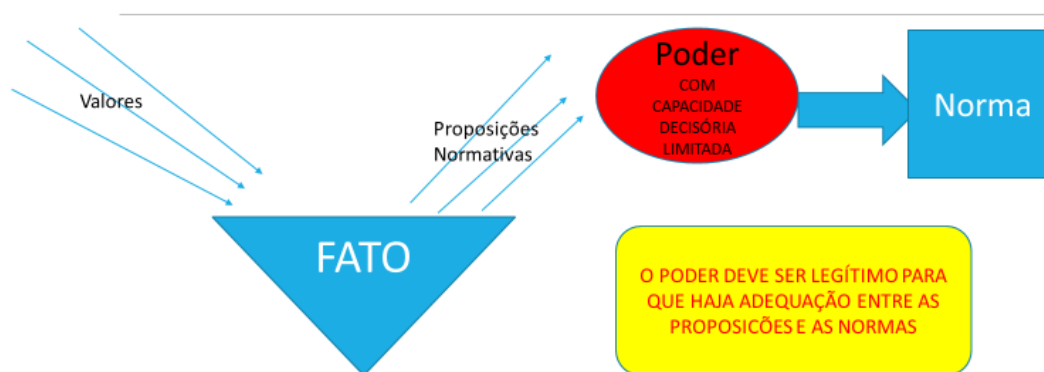 Valores
Proposições
Normativas
FATO
Poder
COM
CAPACIDADE
DECISÓRIA
LIMITADA
Norma
O PODER DEVE SER LEGÍTIMO PARA
QUE HAJA ADEQUAÇÃO ENTRE AS
PROPOSICÕES E AS NORMAS